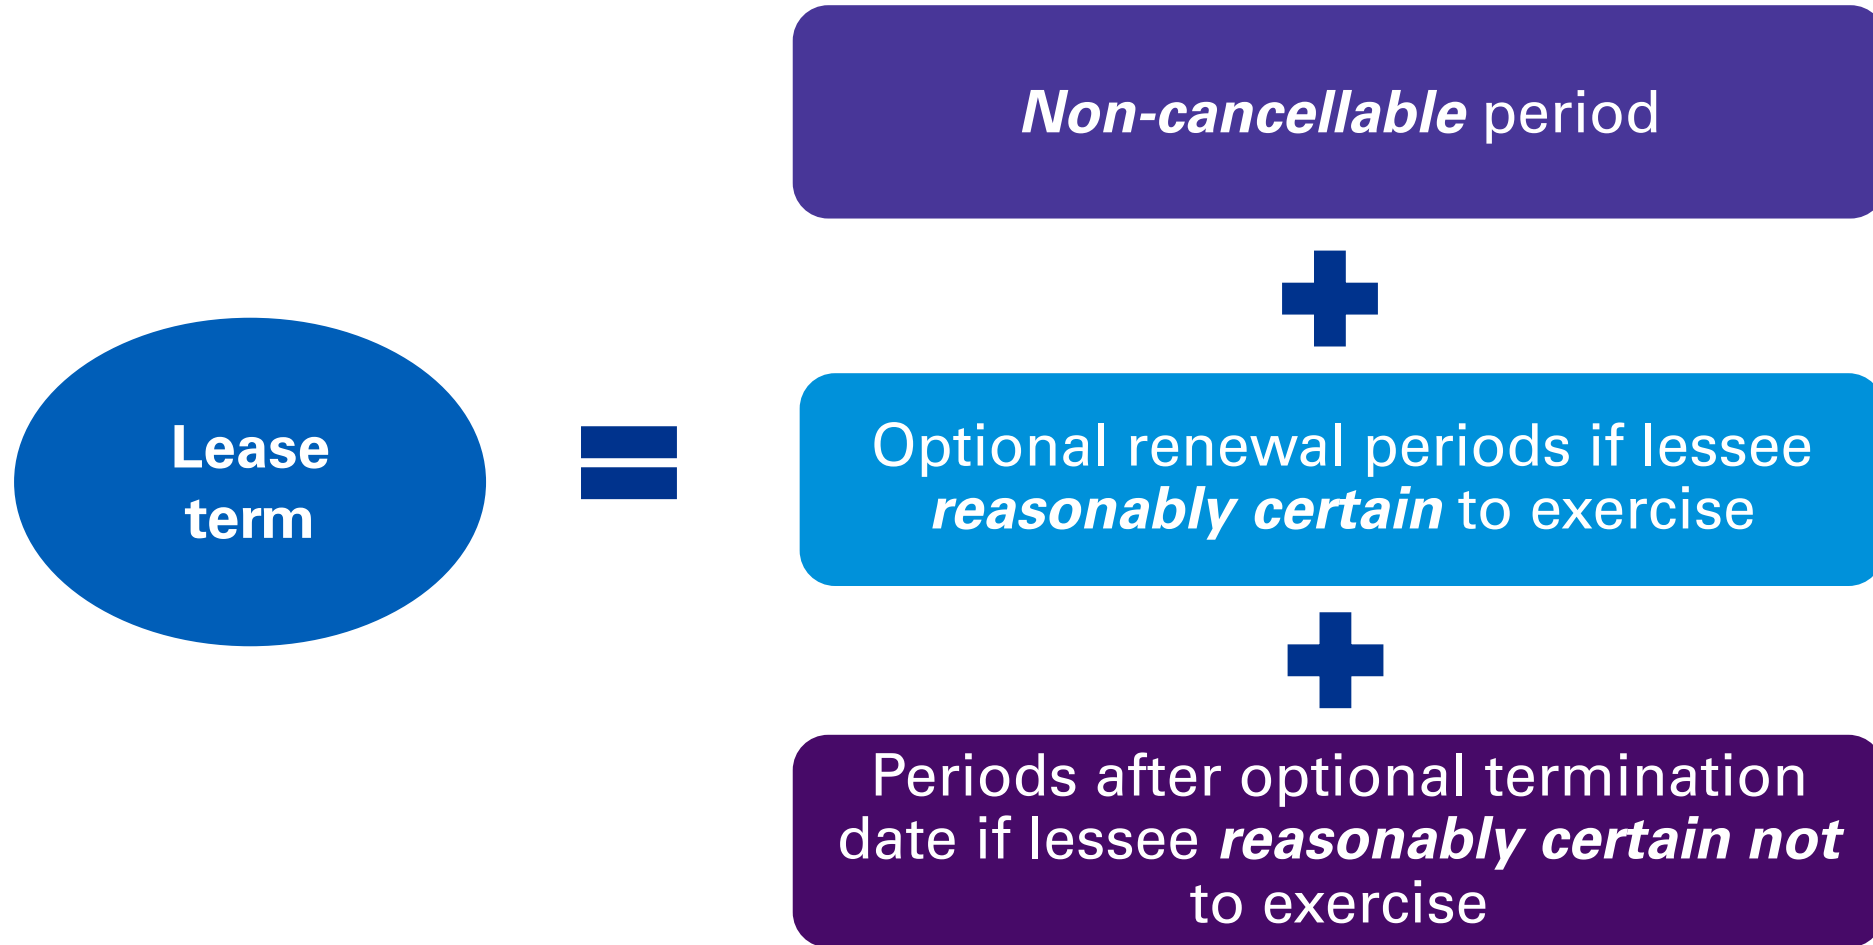 Non-cancellable period
Lease
term
Optional renewal periods if lessee
reasonably certain to exercise
Periods after optional termination
date if lessee reasonably certain not
to exercise